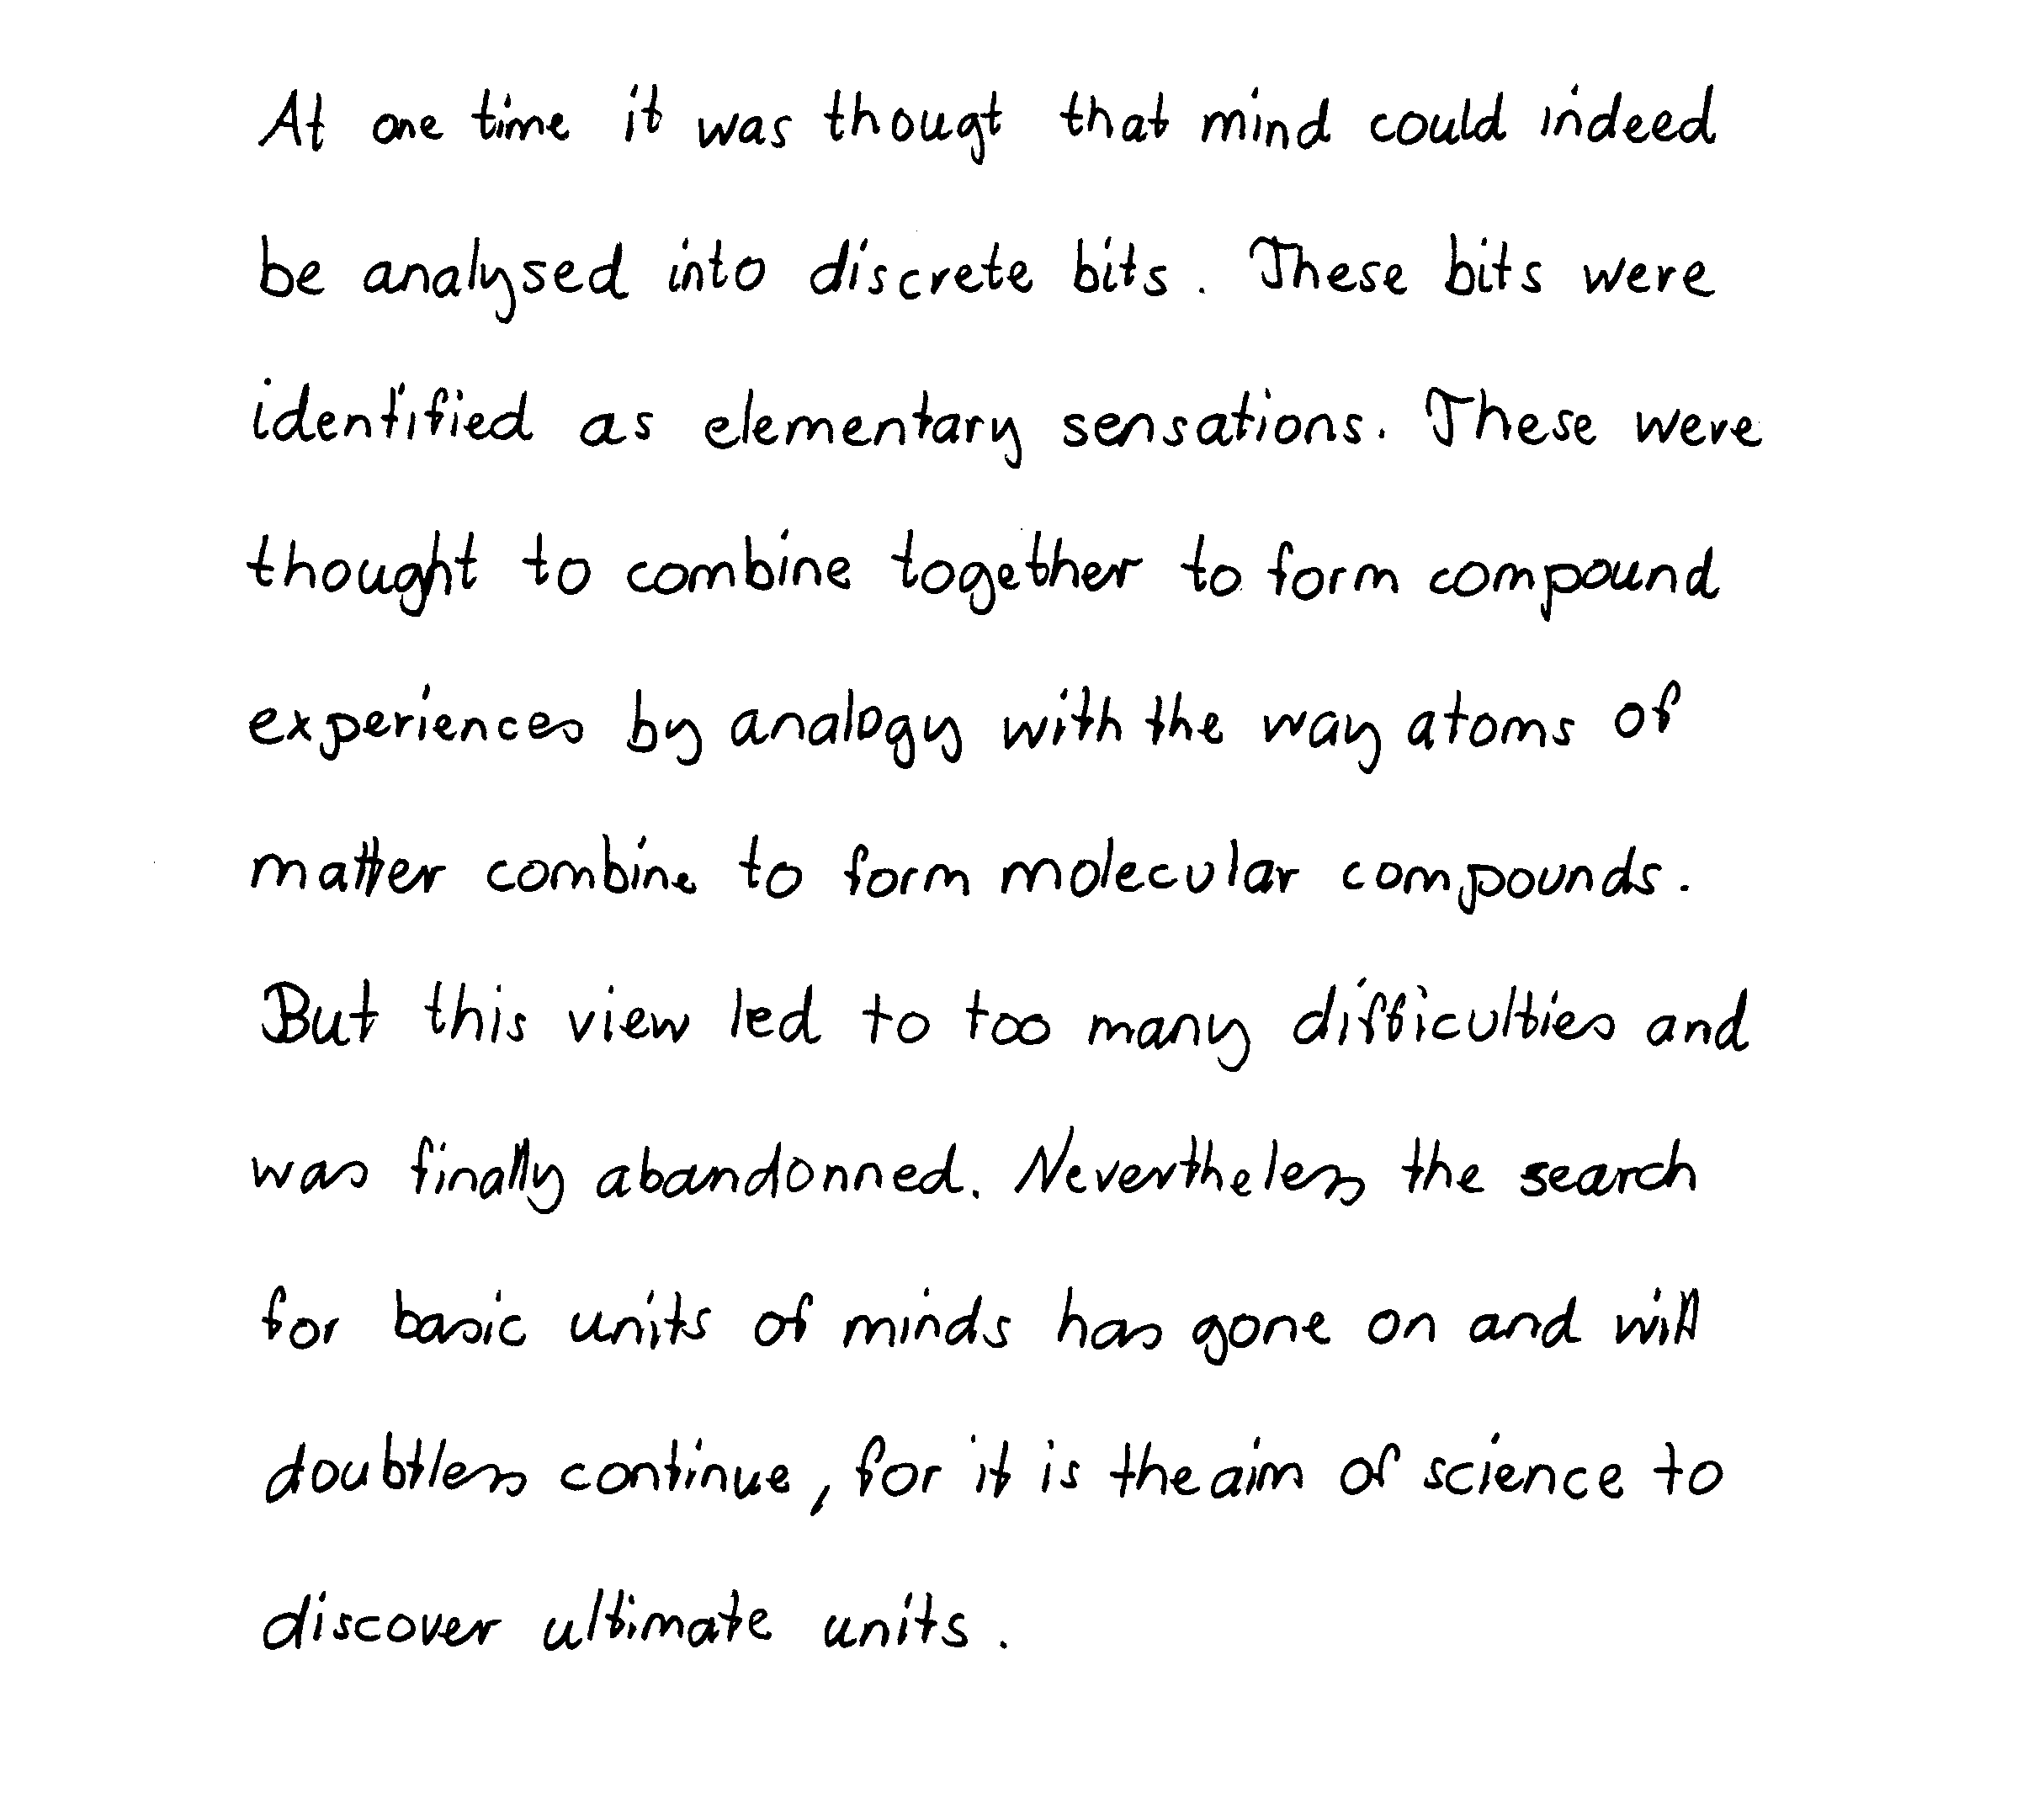 At one time it was thougt that mind could indeed
be analysed into discrete bits. These bits were
identified as elementary sensations. These were
thought to combine together to form compound
experiences by analogy with the way atoms of
matter combine to form molecular compounds.
But this view led to too many difficulties and
was finally abandonned. Nevertheless the search
for basic units of minds has gone on and will
doubtless continue, for it is the aim of science to
discover ultimate units.